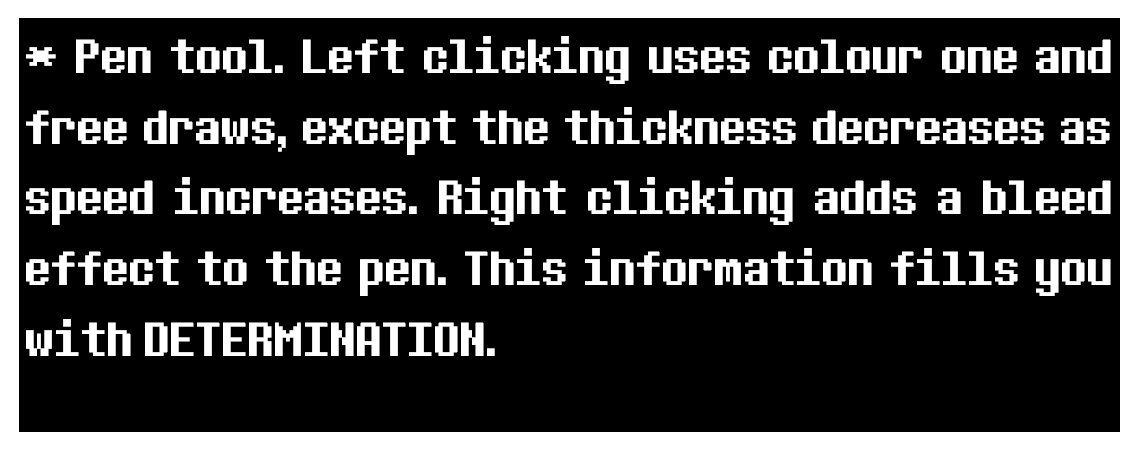 * Pen tool. Left clicking uses colour one and
free draws, except the thickness decreases as
speed increases. Right clicking adds a bleed
effect to the pen. This information fills you
with DETERMINATION.